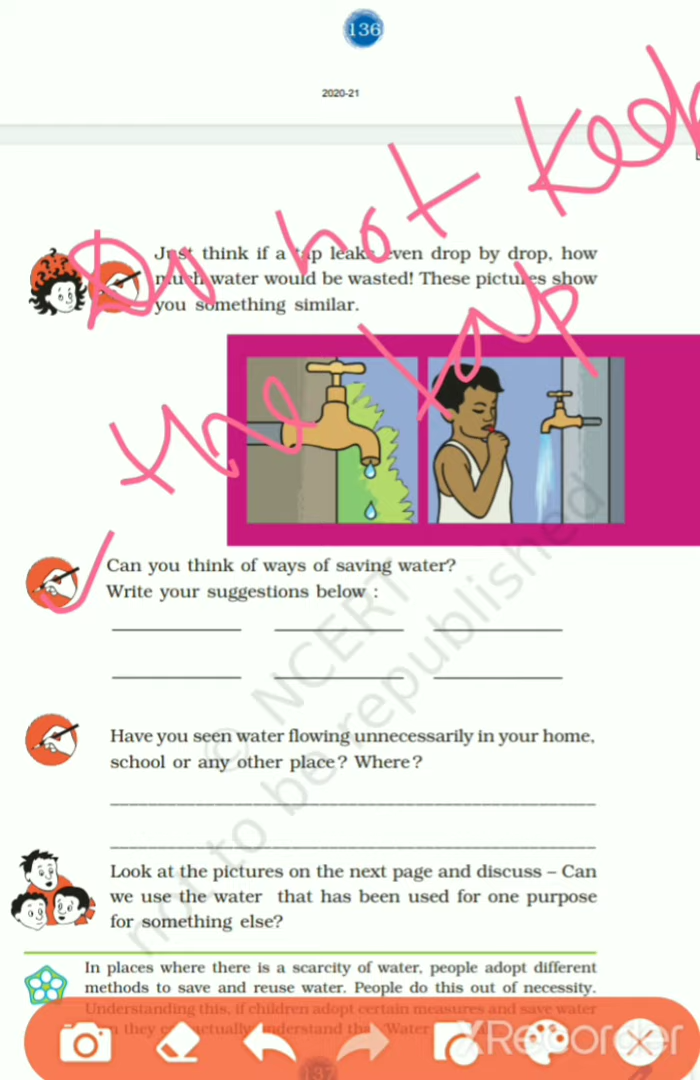 136
2020-21
Do not keep
the tap
Just think if a tap leaks even drop by drop, how
much water would be wasted! These pictures show
you something similar.
Can you think of ways of saving water?
Write your suggestions below :
Have you seen water flowing unnecessarily in your home,
school or any other place? Where?
Look at the pictures on the next page and discuss – Can
we use the water that has been used for one purpose
for something else?
© NCERT
not to be republished
In places where there is a scarcity of water, people adopt different
methods to save and reuse water. People do this out of necessity.
Understanding this, if children adopt certain measures and save water
they actually understand this Water
XRecorder
137